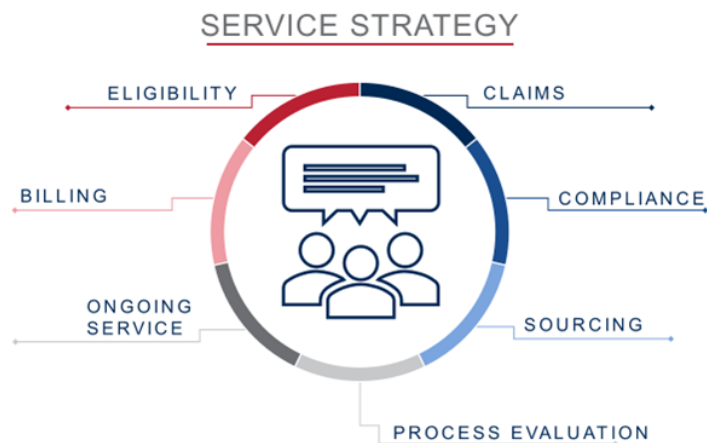 SERVICE STRATEGY
ELIGIBILITY
CLAIMS
BILLING
COMPLIANCE
ONGOING
SERVICE
SOURCING
PROCESS EVALUATION